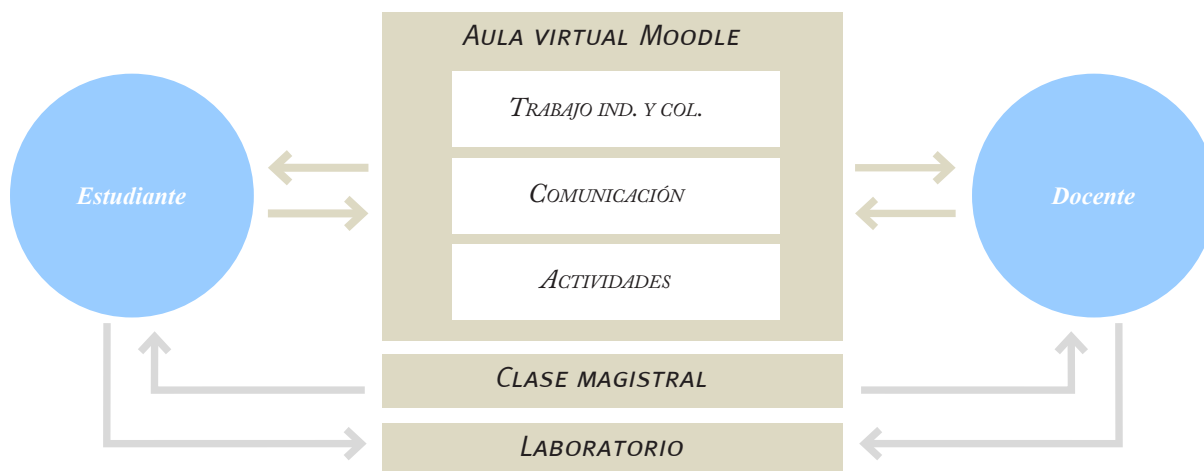 Aula virtual Moodle
Trabajo ind. y col.
Estudiante
Comunicación
Docente
Actividades
Clase magistral
Laboratorio